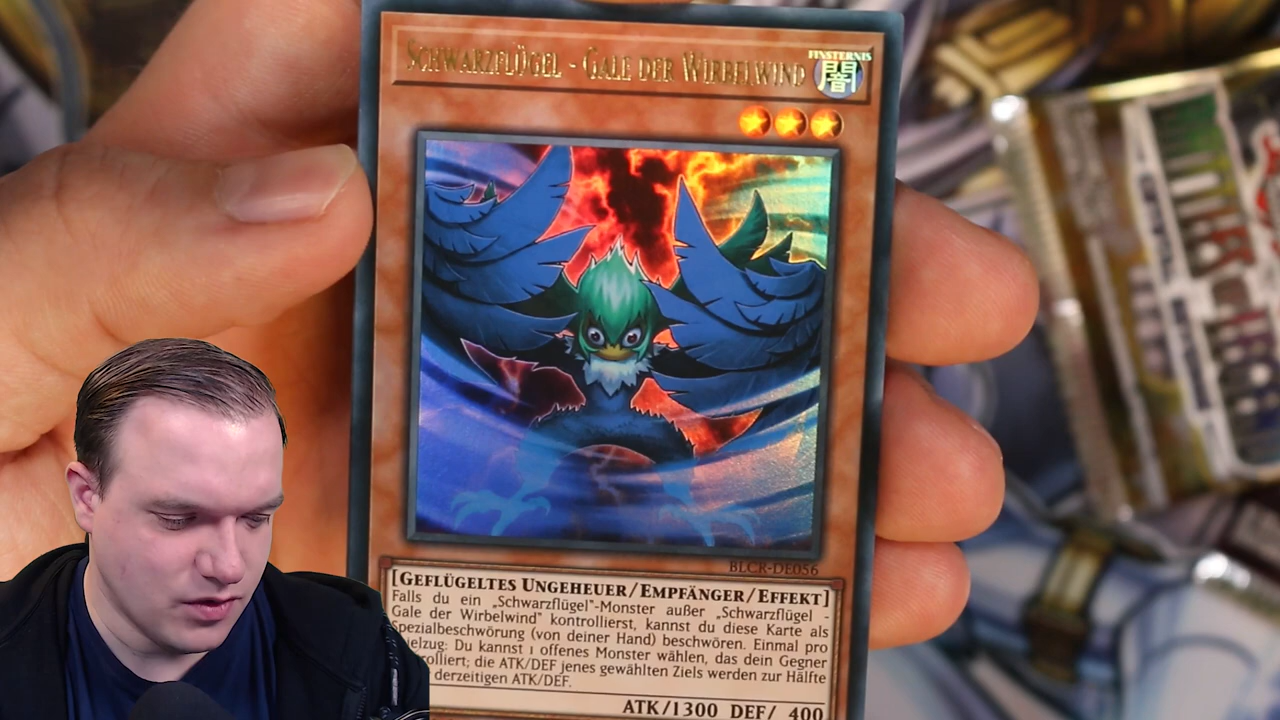 Schwarzflügel - Gale der Wirbelwind
FINSTERNIS
闇
BLCR-DE056
[Geflügeltes Ungeheuer/Empfänger/Effekt]
Falls du ein „Schwarzflügel"-Monster außer „Schwarzflügel -
Gale der Wirbelwind" kontrollierst, kannst du diese Karte als
Spezialbeschwörung (von deiner Hand) beschwören. Einmal pro
ielzug: Du kannst 1 offenes Monster wählen, das dein Gegner
olliert; die ATK/DEF jenes gewählten Ziels werden zur Hälfte
derzeitigen ATK/DEF.
ATK/1300 DEF/ 400